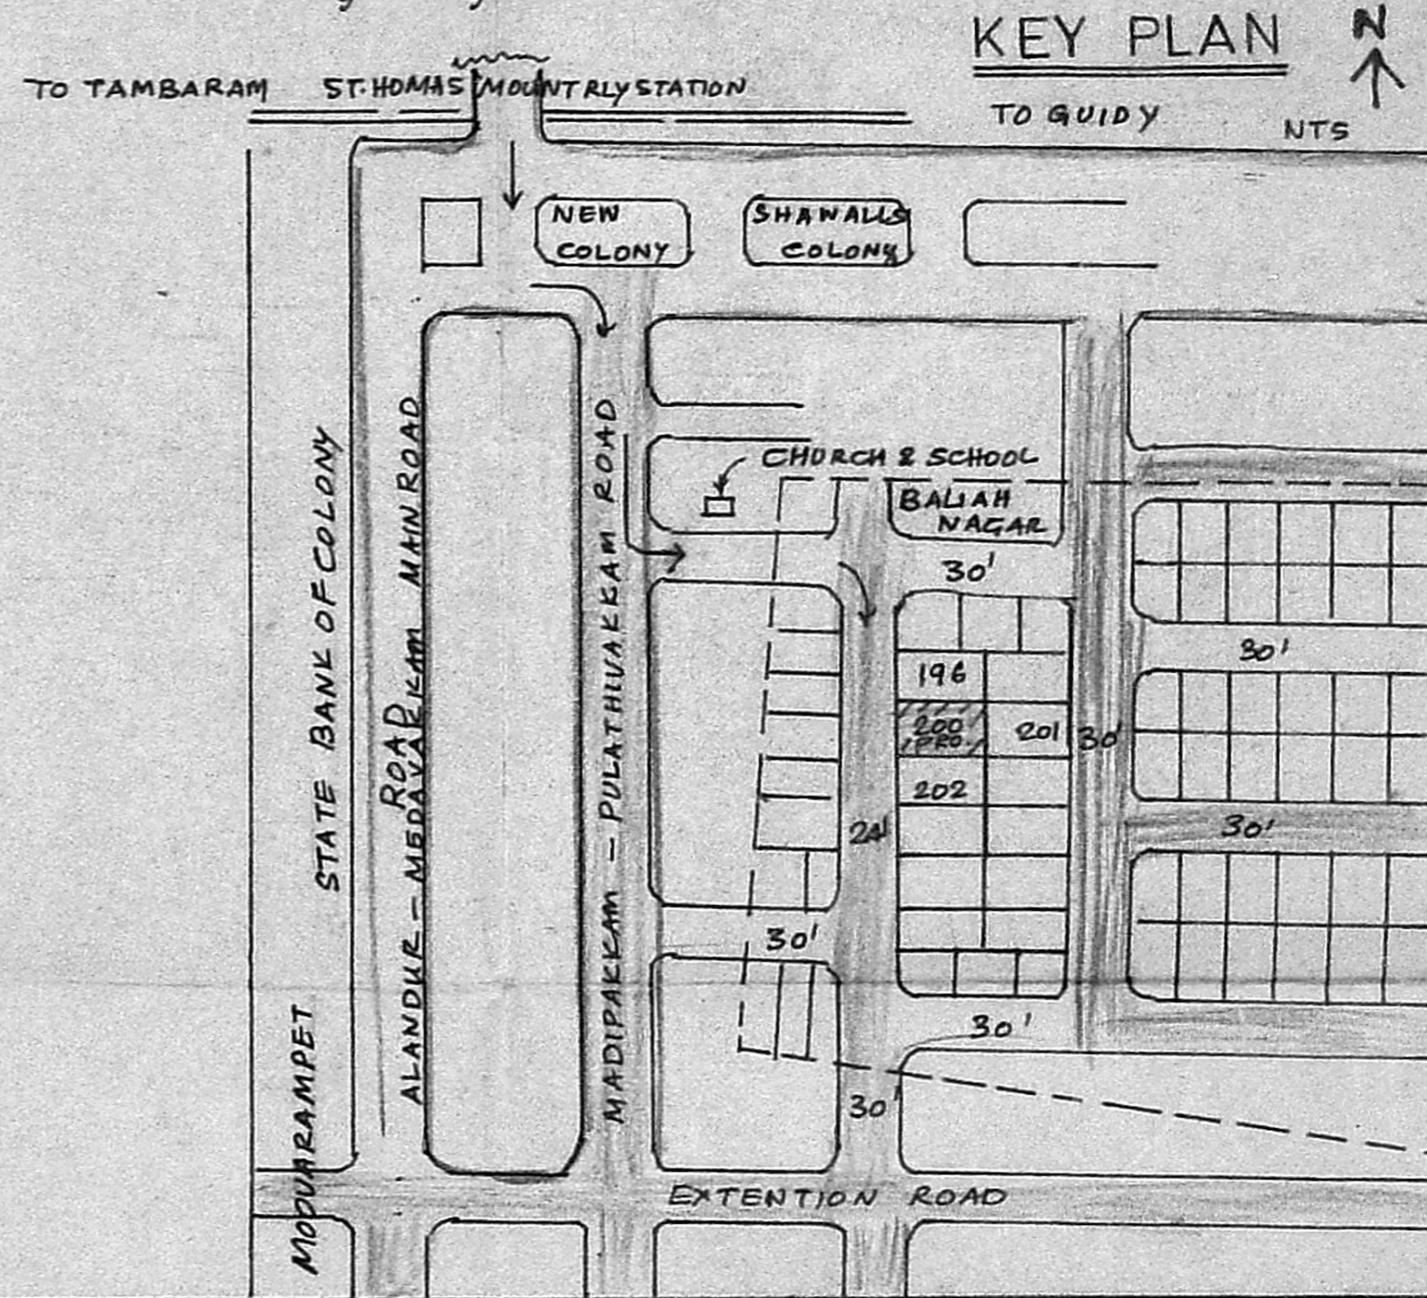 KEY PLAN
N
TO TAMBARAM
ST.HOMAS MOUNT RLY STATION
TO GUIDY
NTS
NEW
COLONY
SHAWALLS
COLONY
CHURCH & SCHOOL
BALIAH
NAGAR
30'
30'
196
200
PRO.
201
30'
202
24'
30'
30'
30'
30'
STATE BANK OF COLONY
ALANDUR - MEDAVAKKAM MAIN ROAD
ROAD
MADIPAKKAM - PULATHIVAKKAM ROAD
MOOVARAMPET
EXTENTION ROAD